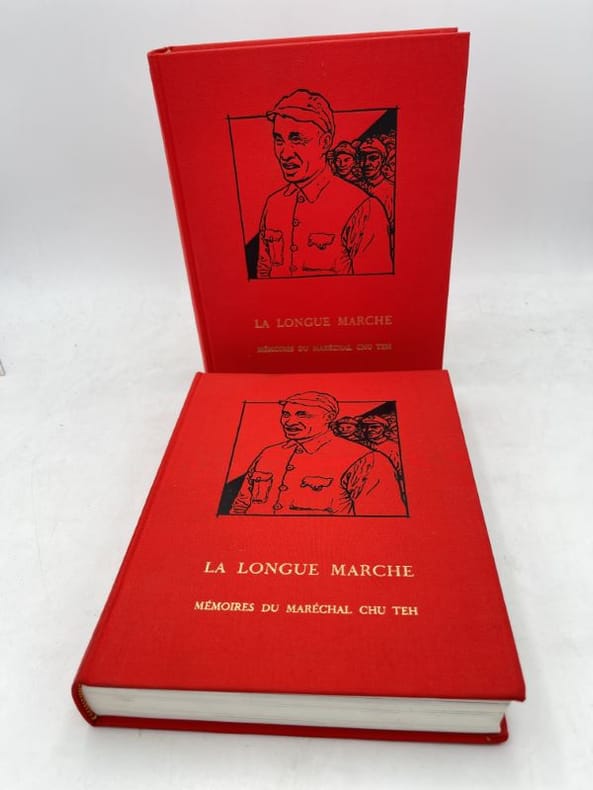 LA LONGUE MARCHE
MÉMOIRES DU MARÉCHAL CHU TEH
LA LONGUE MARCHE
MÉMOIRES DU MARÉCHAL CHU TEH